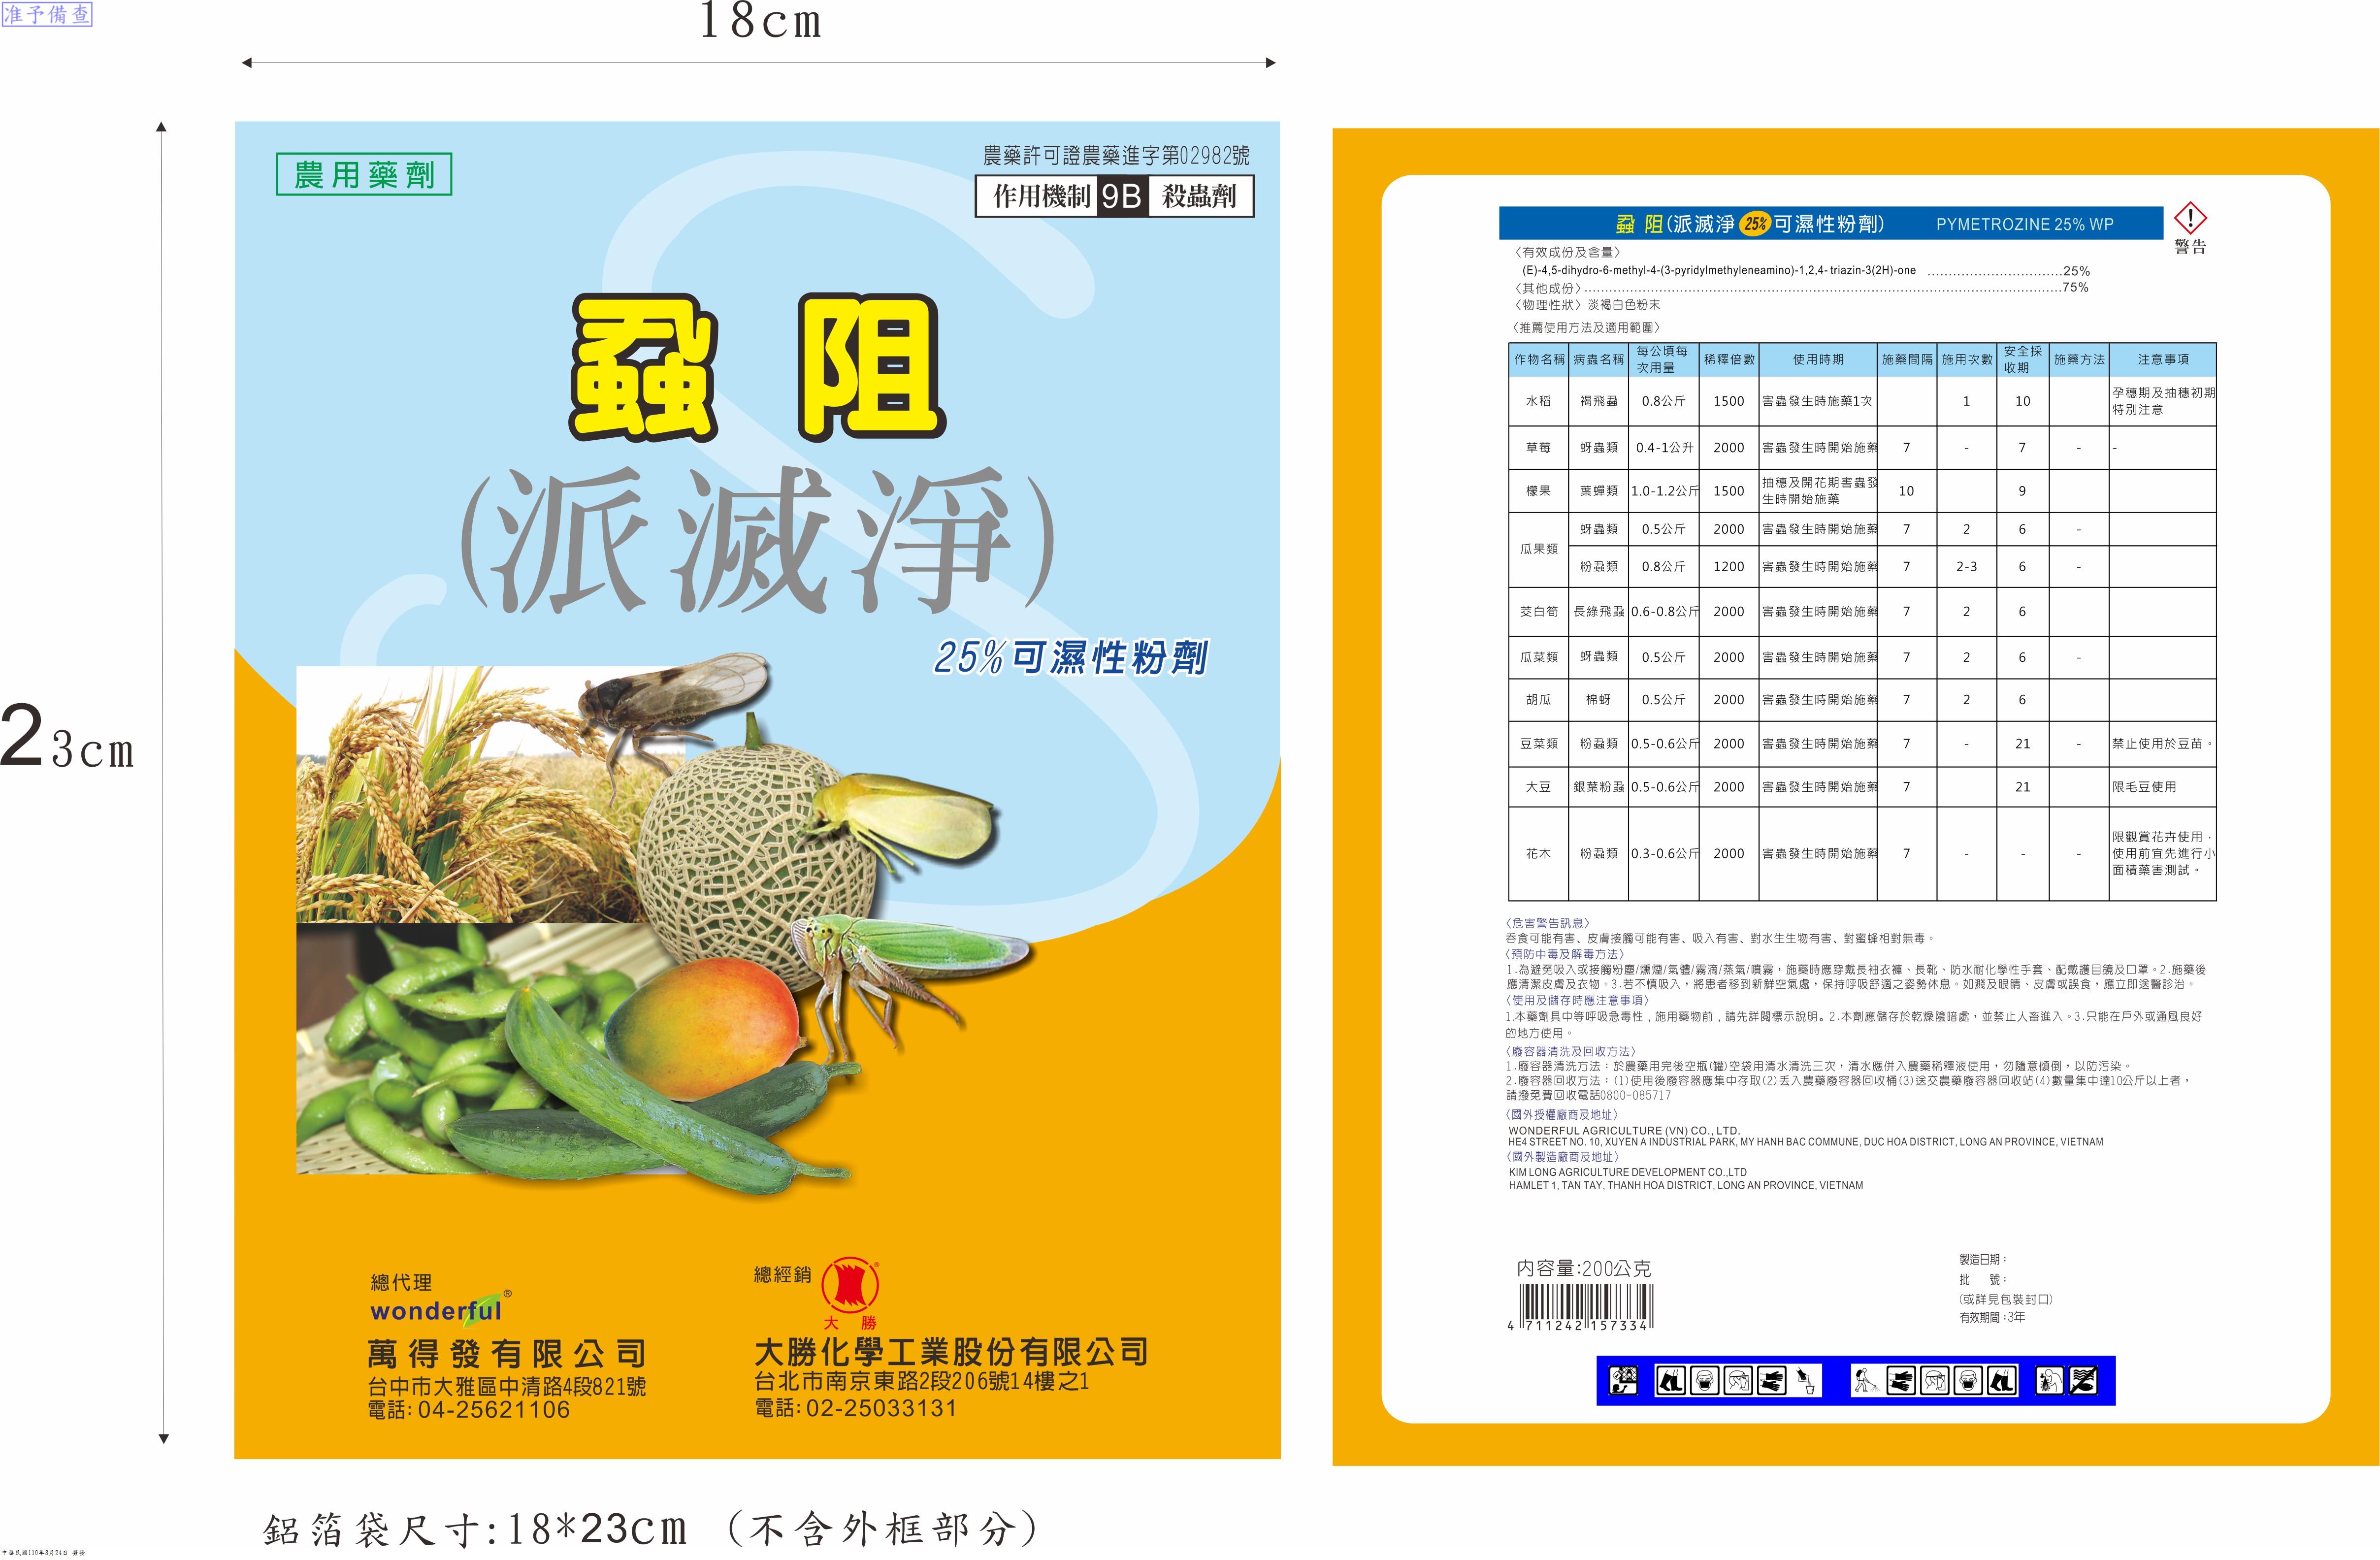 准予備查
18cm
23cm
農用藥劑
農藥許可證農藥進字第02982號
作用機制 9B 殺蟲劑
蝨 阻
(派滅淨)
25%可濕性粉劑
總代理
wonderful®
萬得發有限公司
台中市大雅區中清路4段821號
電話: 04-25621106
總經銷
大 勝
大勝化學工業股份有限公司
台北市南京東路2段206號14樓之1
電話: 02-25033131
鋁箔袋尺寸:18*23cm (不含外框部分)
中華民國110年3月24日
蝨 阻(派滅淨25%可濕性粉劑) PYMETROZINE 25% WP
警告
〈有效成份及含量〉
(E)-4,5-dihydro-6-methyl-4-(3-pyridylmethyleneamino)-1,2,4- triazin-3(2H)-one ................................25%
〈其他成份〉................................75%
〈物理性狀〉淡褐白色粉末
〈推薦使用方法及適用範圍〉
作物名稱 病蟲名稱 每公頃每次用量 稀釋倍數 使用時期 施藥間隔 施用次數 安全採收期 施藥方法 注意事項
水稻 褐飛蝨 0.8公斤 1500 害蟲發生時施藥1次 1 10 孕穗期及抽穗初期特別注意
草莓 蚜蟲類 0.4-1公升 2000 害蟲發生時開始施藥 7 - 7 - -
檬果 葉蟬類 1.0-1.2公斤 1500 抽穗及開花期害蟲發生時開始施藥 10 9
瓜果類 蚜蟲類 0.5公斤 2000 害蟲發生時開始施藥 7 2 6 -
粉蝨類 0.8公斤 1200 害蟲發生時開始施藥 7 2-3 6 -
茭白筍 長綠飛蝨 0.6-0.8公斤 2000 害蟲發生時開始施藥 7 2 6
瓜菜類 蚜蟲類 0.5公斤 2000 害蟲發生時開始施藥 7 2 6 -
胡瓜 棉蚜 0.5公斤 2000 害蟲發生時開始施藥 7 2 6
豆菜類 粉蝨類 0.5-0.6公斤 2000 害蟲發生時開始施藥 7 - 21 - 禁止使用於豆苗。
大豆 銀葉粉蝨 0.5-0.6公斤 2000 害蟲發生時開始施藥 7 21 限毛豆使用
花木 粉蝨類 0.3-0.6公斤 2000 害蟲發生時開始施藥 7 - - - 限觀賞花卉使用，使用前宜先進行小面積藥害測試。
〈危害警告訊息〉
吞食可能有害、皮膚接觸可能有害、吸入有害、對水生生物有害、對蜜蜂相對無毒。
〈預防中毒及解毒方法〉
1.為避免吸入或接觸粉塵/燻煙/氣體/霧滴/蒸氣/噴霧，施藥時應穿戴長袖衣褲、長靴、防水耐化學性手套、配戴護目鏡及口罩。2.施藥後
應清潔皮膚及衣物。3.若不慎吸入，將患者移到新鮮空氣處，保持呼吸舒適之姿勢休息。如濺及眼睛、皮膚或誤食，應立即送醫診治。
〈使用及儲存時應注意事項〉
1.本藥劑具中等呼吸急毒性，施用藥物前，請先詳閱標示說明。2.本劑應儲存於乾燥陰暗處，並禁止人畜進入。3.只能在戶外或通風良好
的地方使用。
〈廢容器清洗及回收方法〉
1.廢容器清洗方法：於農藥用完後空瓶(罐)空袋用清水清洗三次，清水應併入農藥稀釋液使用，勿隨意傾倒，以防污染。
2.廢容器回收方法：(1)使用後廢容器應集中存取(2)丟入農藥廢容器回收桶(3)送交農藥廢容器回收站(4)數量集中達10公斤以上者，
請撥免費回收電話0800-085717
〈國外授權廠商及地址〉
WONDERFUL AGRICULTURE (VN) CO., LTD.
HE4 STREET NO. 10, XUYEN A INDUSTRIAL PARK, MY HANH BAC COMMUNE, DUC HOA DISTRICT, LONG AN PROVINCE, VIETNAM
〈國外製造廠商及地址〉
KIM LONG AGRICULTURE DEVELOPMENT CO.,LTD
HAMLET 1, TAN TAY, THANH HOA DISTRICT, LONG AN PROVINCE, VIETNAM
內容量:200公克
4 711242 157334
製造日期：
批 號：
(或詳見包裝封口)
有效期間：3年